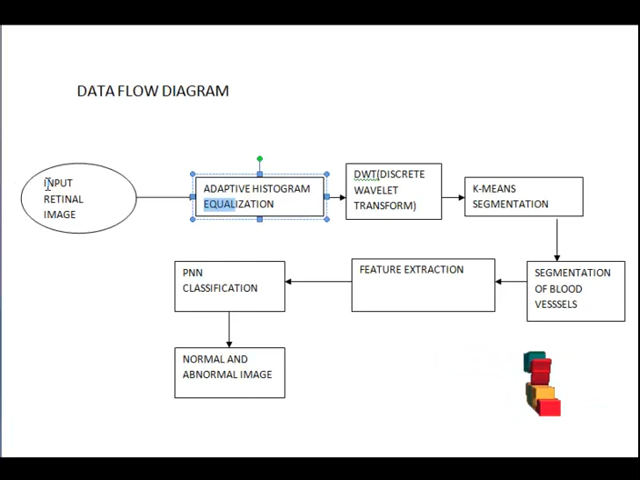 DATA FLOW DIAGRAM
INPUT
RETINAL
IMAGE
ADAPTIVE HISTOGRAM
EQUALIZATION
DWT(DISCRETE
WAVELET
TRANSFORM)
K-MEANS
SEGMENTATION
SEGMENTATION
OF BLOOD
VESSSELS
FEATURE EXTRACTION
PNN
CLASSIFICATION
NORMAL AND
ABNORMAL IMAGE